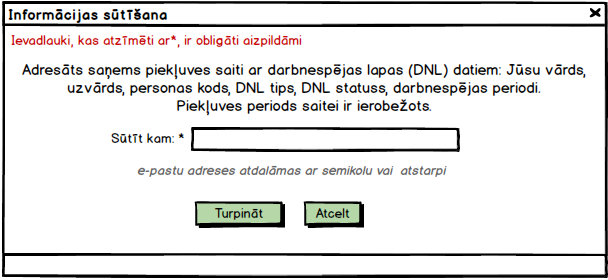 Informācijas sūtīšana
Ievadlauki, kas atzīmēti ar*, ir obligāti aizpildāmi
Adresāts saņems piekļuves saiti ar darbnespējas lapas (DNL) datiem: Jūsu vārds,
uzvārds, personas kods, DNL tips, DNL statuss, darbnespējas periodi.
Piekļuves periods saitei ir ierobežots.
Sūtīt kam: *
e-pastu adreses atdalāmas ar semikolu vai atstarpi
Turpināt Atcelt